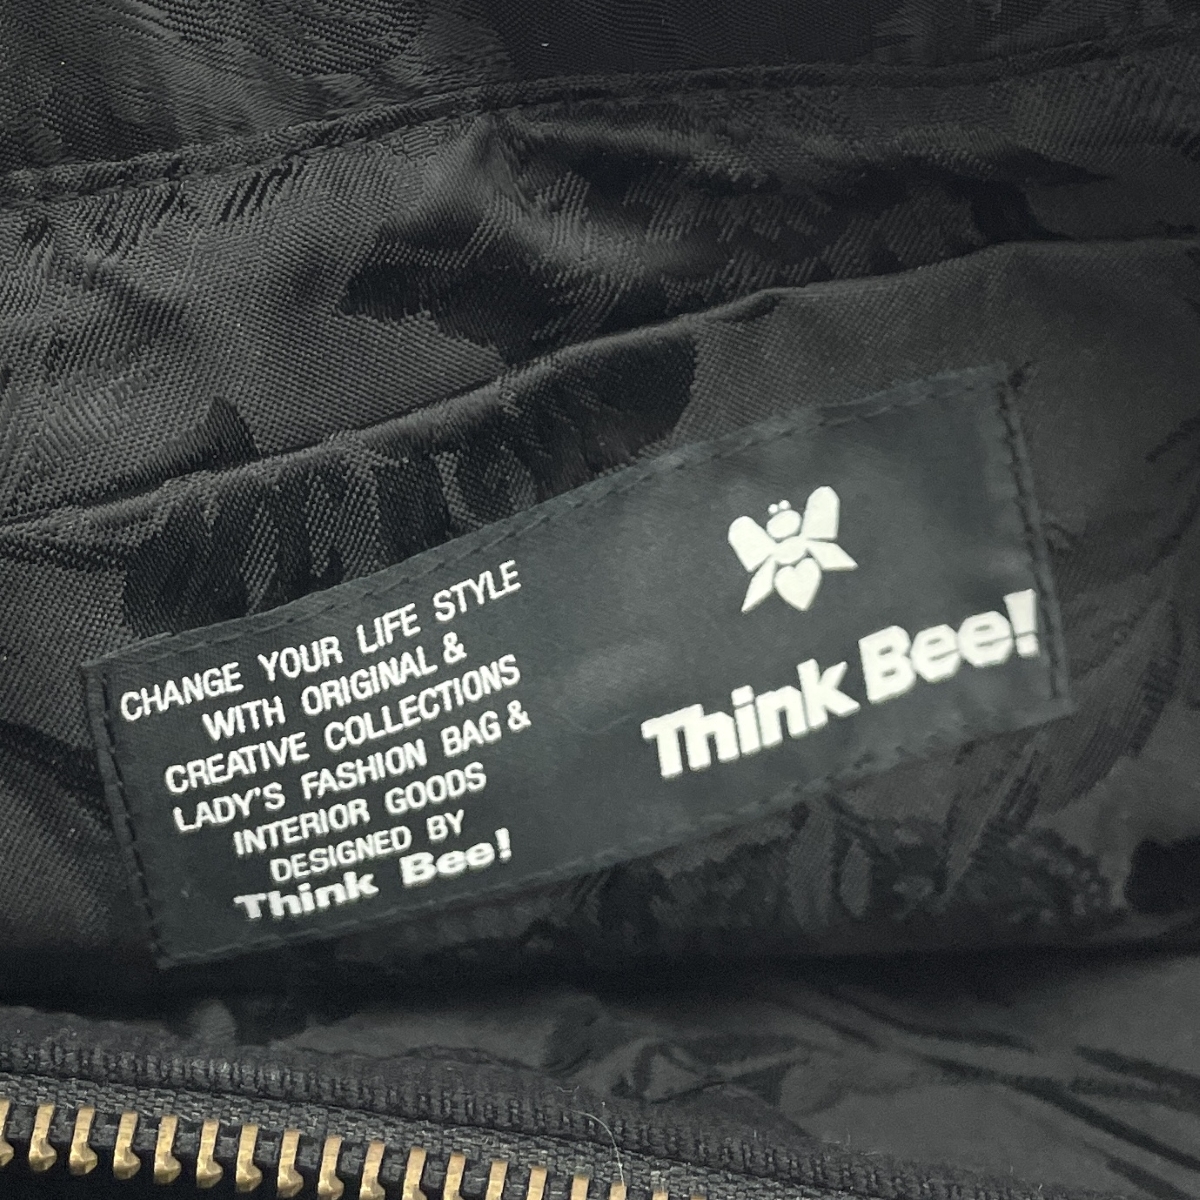 CHANGE YOUR LIFE STYLE
WITH ORIGINAL &
CREATIVE COLLECTIONS
LADY'S FASHION BAG &
INTERIOR GOODS
DESIGNED BY
Think Bee!
Think Bee!